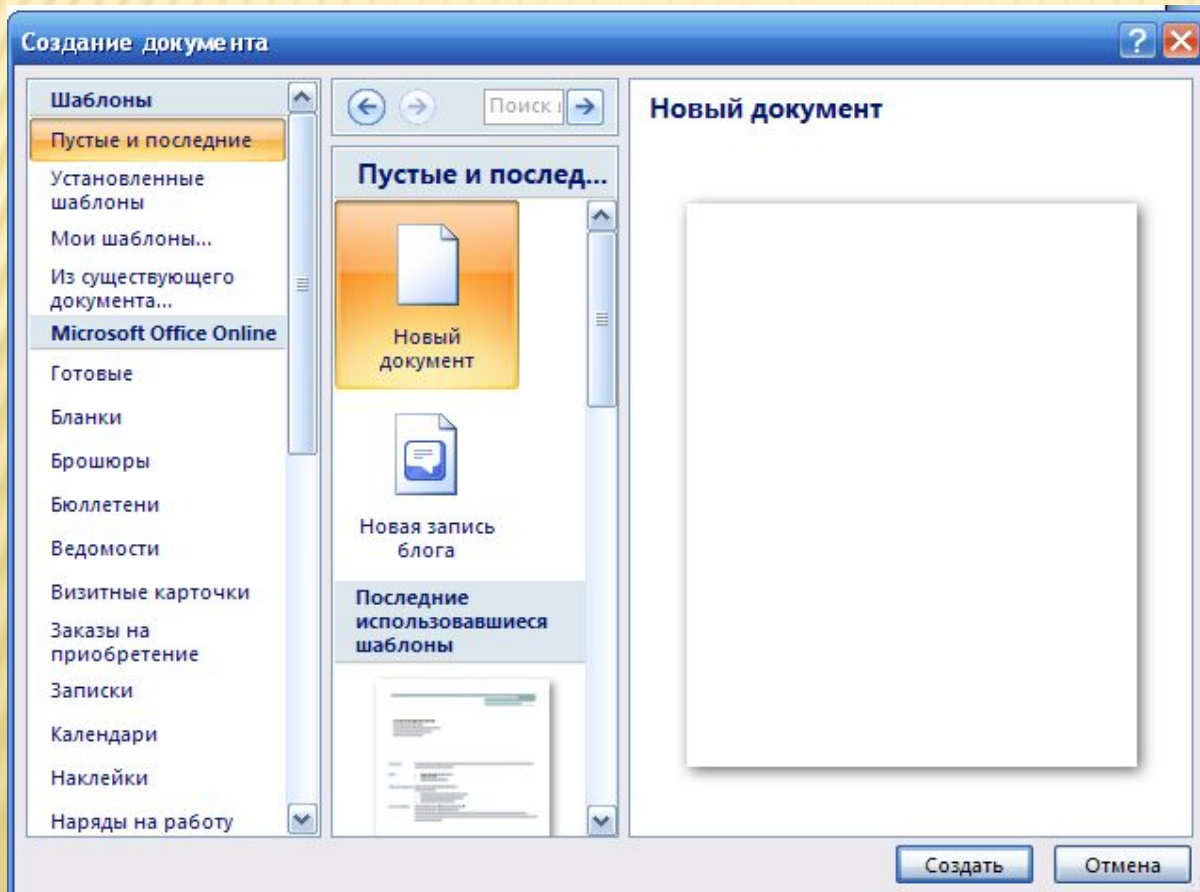 Создание документа
Шаблоны
Пустые и последние
Установленные
шаблоны
Мои шаблоны...
Из существующего
документа...
Microsoft Office Online
Готовые
Бланки
Брошюры
Бюллетени
Ведомости
Визитные карточки
Заказы на
приобретение
Записки
Календари
Наклейки
Наряды на работу
Поиск
Пустые и послед...
Новый
документ
Новая запись
блога
Последние
использовавшиеся
шаблоны
Новый документ
Создать
Отмена